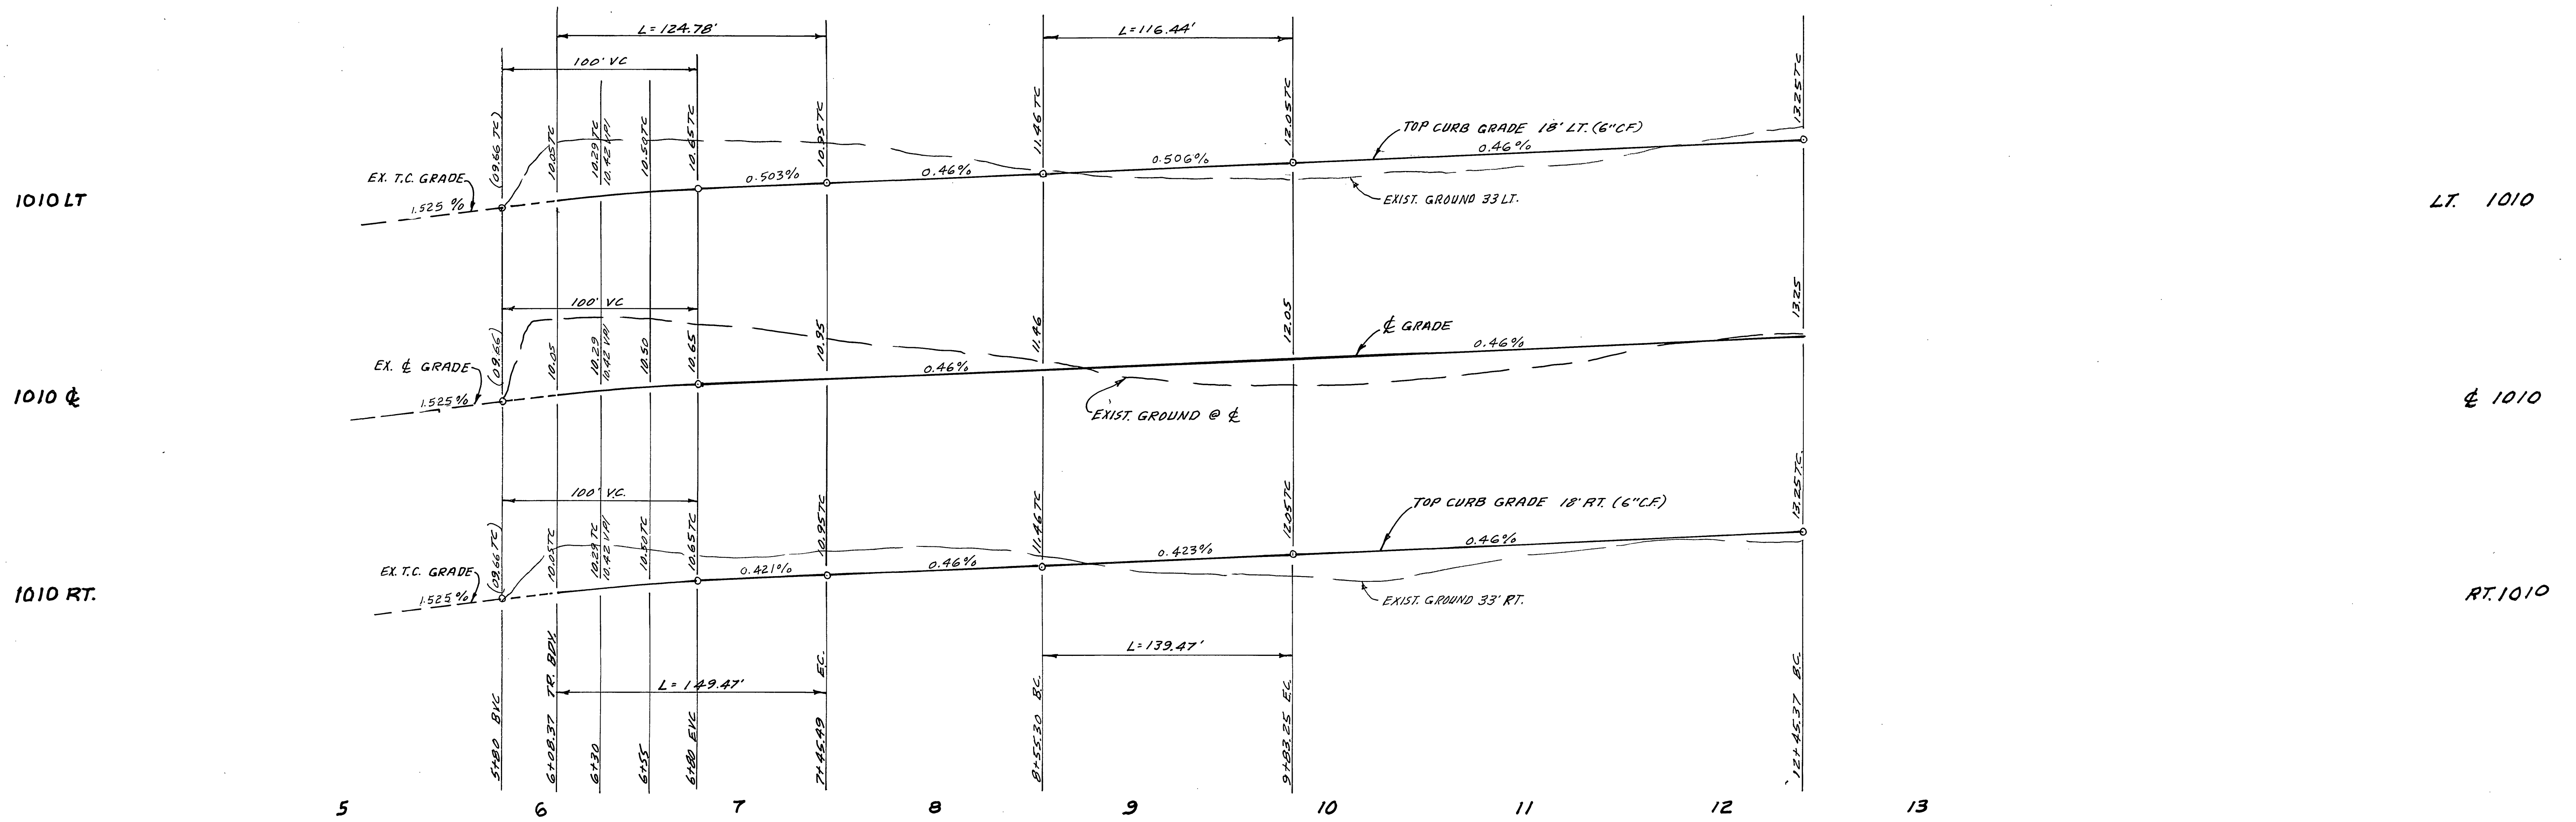 L=124.78'
L=116.44'
100' VC
(09.66 TC)
10.05TC
10.29 TC
10.42 VPI
10.50TC
10.65TC
10.95TC
11.46TC
12.05TC
13.25TC
TOP CURB GRADE 18' LT. (6"CF)
0.46%
0.506%
0.46%
0.503%
EX. T.C. GRADE
1.525 %
EXIST. GROUND 33 LT.
1010 LT
LT. 1010
100' VC
(09.66)
10.05
10.29
10.42 VPI
10.50
10.65
10.95
11.46
12.05
13.25
℄ GRADE
0.46%
0.46%
EX. ℄ GRADE
1.525%
EXIST. GROUND @ ℄
1010 ℄
℄ 1010
100' V.C.
(09.66 TC)
10.05TC
10.29 TC
10.42 VPI
10.50TC
10.65TC
10.95TC
11.46TC
12.05TC
13.25TC.
TOP CURB GRADE 18' RT. (6"C.F.)
0.46%
0.423%
0.46%
0.421%
EX. T.C. GRADE
1.525%
EXIST. GROUND 33' RT.
1010 RT.
RT. 1010
L=139.47'
L=149.47'
5+80 BVC
6+08.37 TR. BDY.
6+30
6+55
6+80 EVC
7+45.49 E.C.
8+55.30 B.C.
9+83.25 E.C.
12+45.37 B.C.
5 6 7 8 9 10 11 12 13